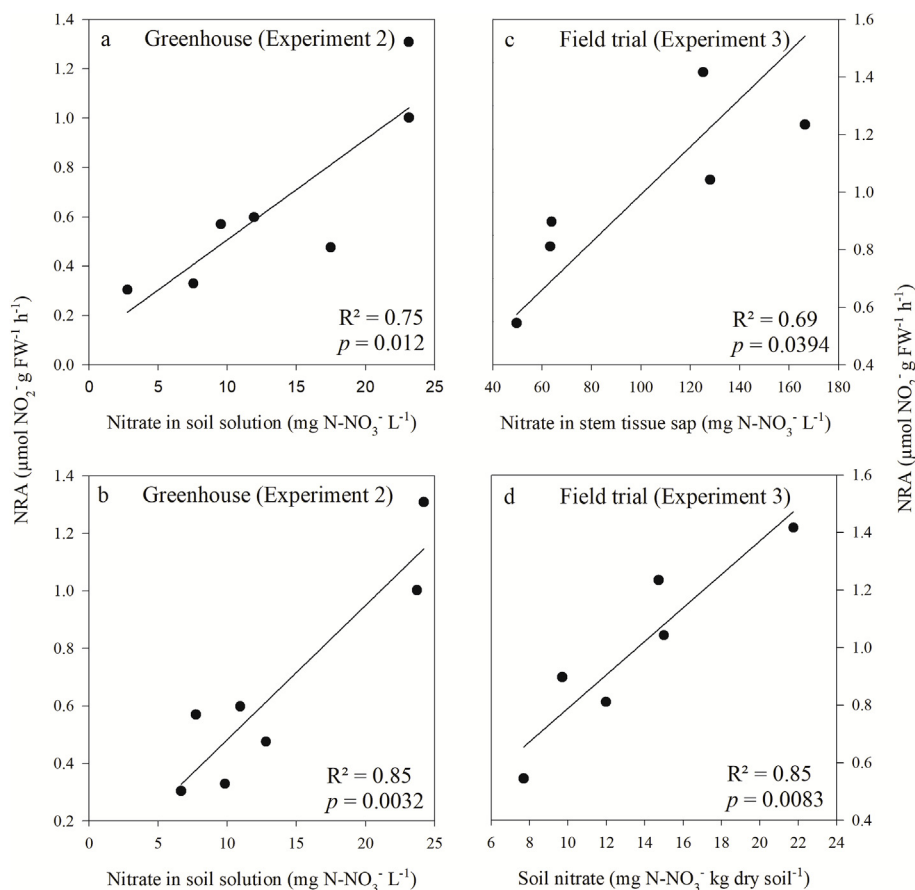 a Greenhouse (Experiment 2)
1.4
1.2
1.0
0.8
0.6
0.4
0.2
0.0
R² = 0.75
p = 0.012
0 5 10 15 20 25
Nitrate in soil solution (mg N-NO₃⁻ L⁻¹)
c Field trial (Experiment 3)
1.6
1.4
1.2
1.0
0.8
0.6
0.4
R² = 0.69
p = 0.0394
40 60 80 100 120 140 160 180
Nitrate in stem tissue sap (mg N-NO₃⁻ L⁻¹)
NRA (µmol NO₂⁻ g FW⁻¹ h⁻¹)
NRA (µmol NO₂⁻ g FW⁻¹ h⁻¹)
b Greenhouse (Experiment 2)
1.4
1.2
1.0
0.8
0.6
0.4
0.2
R² = 0.85
p = 0.0032
0 5 10 15 20 25
Nitrate in soil solution (mg N-NO₃⁻ L⁻¹)
d Field trial (Experiment 3)
1.6
1.4
1.2
1.0
0.8
0.6
0.4
R² = 0.85
p = 0.0083
6 8 10 12 14 16 18 20 22 24
Soil nitrate (mg N-NO₃⁻ kg dry soil⁻¹)